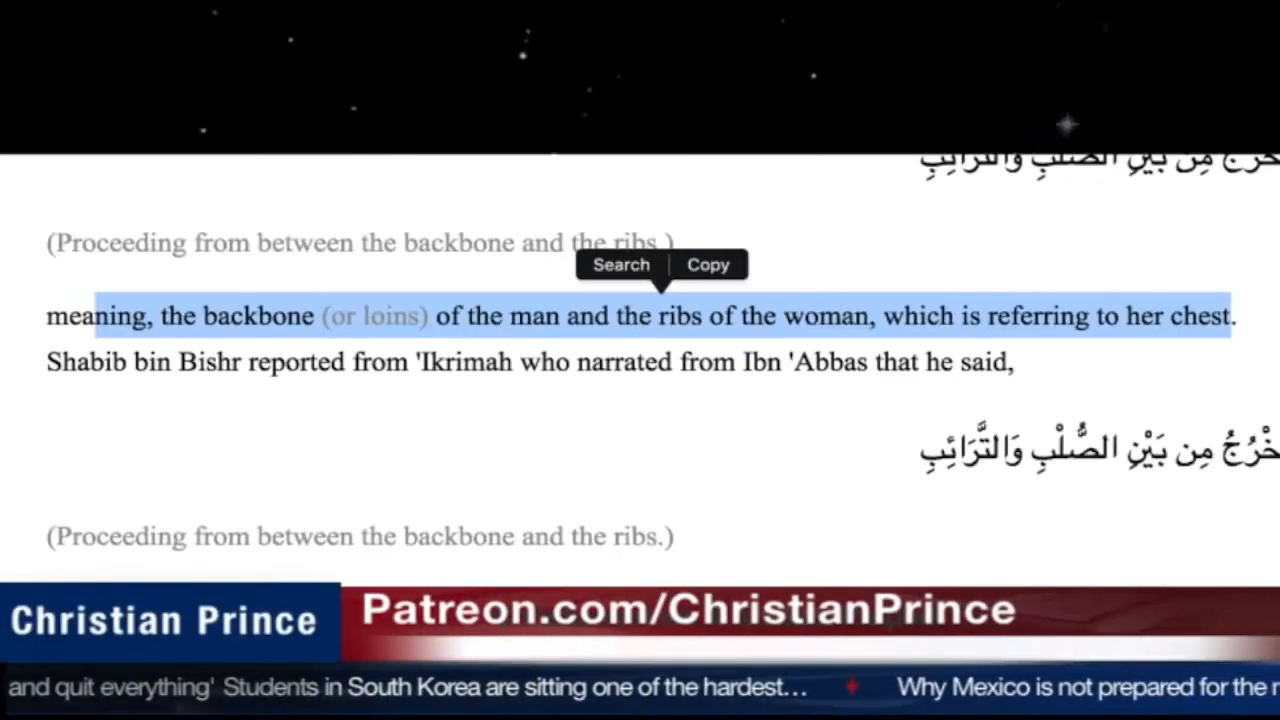 خْرُجُ مِن بَيْنِ الصُّلْبِ وَالتَّرَائِبِ
(Proceeding from between the backbone and the ribs.)
Search Copy
meaning, the backbone (or loins) of the man and the ribs of the woman, which is referring to her chest.
Shabib bin Bishr reported from 'Ikrimah who narrated from Ibn 'Abbas that he said,
خْرُجُ مِن بَيْنِ الصُّلْبِ وَالتَّرَائِبِ
(Proceeding from between the backbone and the ribs.)
Christian Prince
Patreon.com/ChristianPrince
and quit everything' Students in South Korea are sitting one of the hardest... Why Mexico is not prepared for the